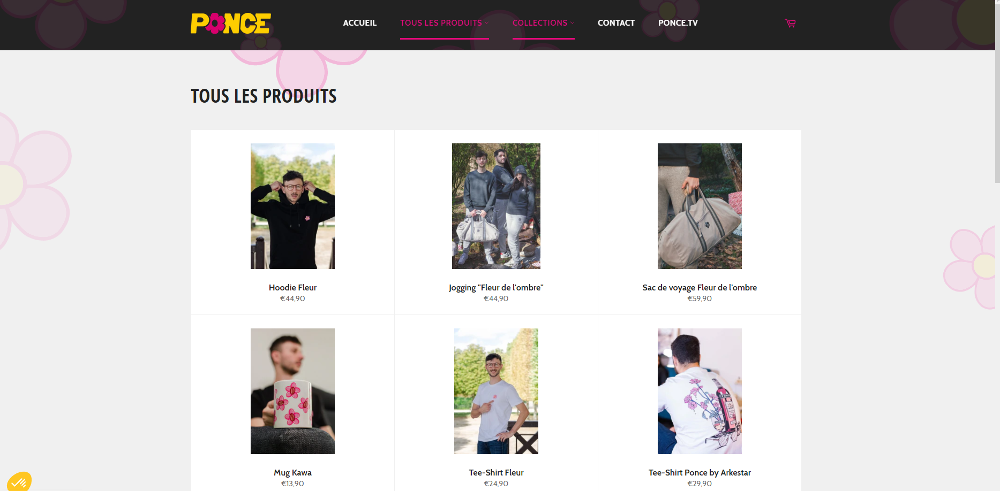 PONCE
ACCUEIL
TOUS LES PRODUITS
COLLECTIONS
CONTACT
PONCE.TV
TOUS LES PRODUITS
Hoodie Fleur
€44,90
Jogging "Fleur de l'ombre"
€44,90
Sac de voyage Fleur de l'ombre
€59,90
Mug Kawa
€13,90
Tee-Shirt Fleur
€24,90
Tee-Shirt Ponce by Arkestar
€29,90